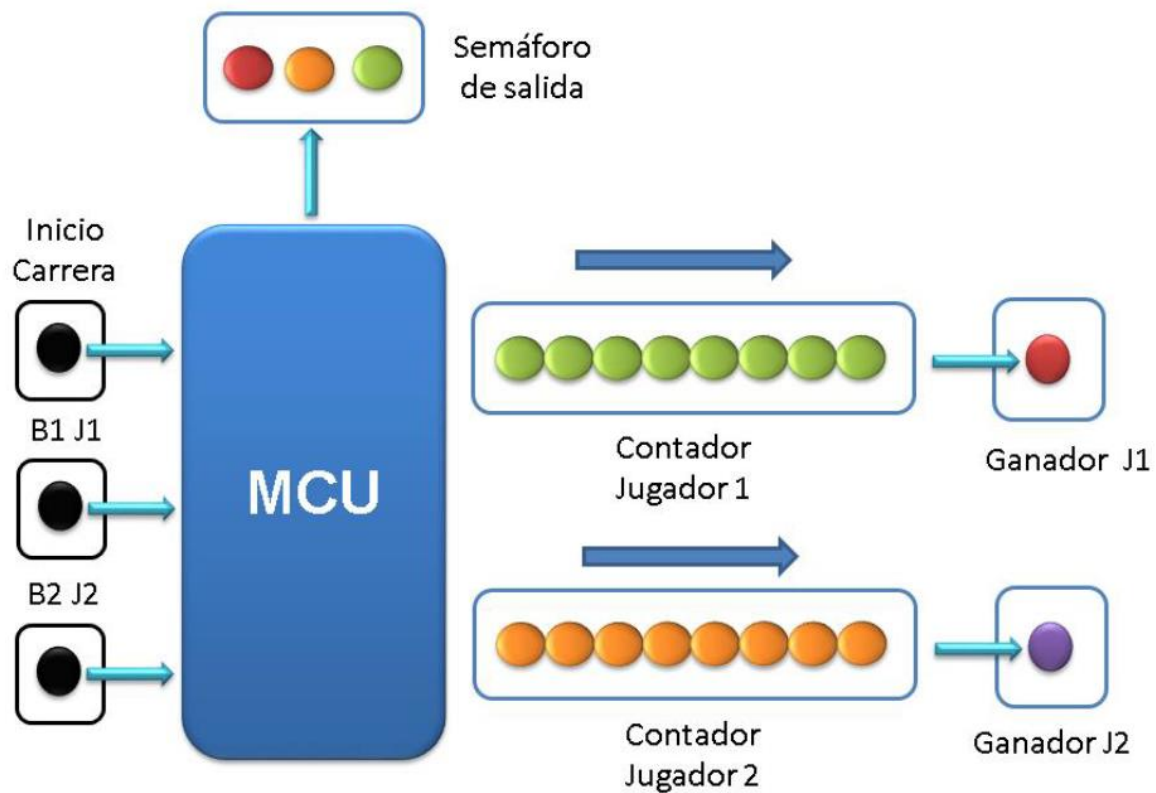 Semáforo
de salida
Inicio
Carrera
B1 J1
MCU
B2 J2
Contador
Jugador 1
Ganador J1
Contador
Jugador 2
Ganador J2